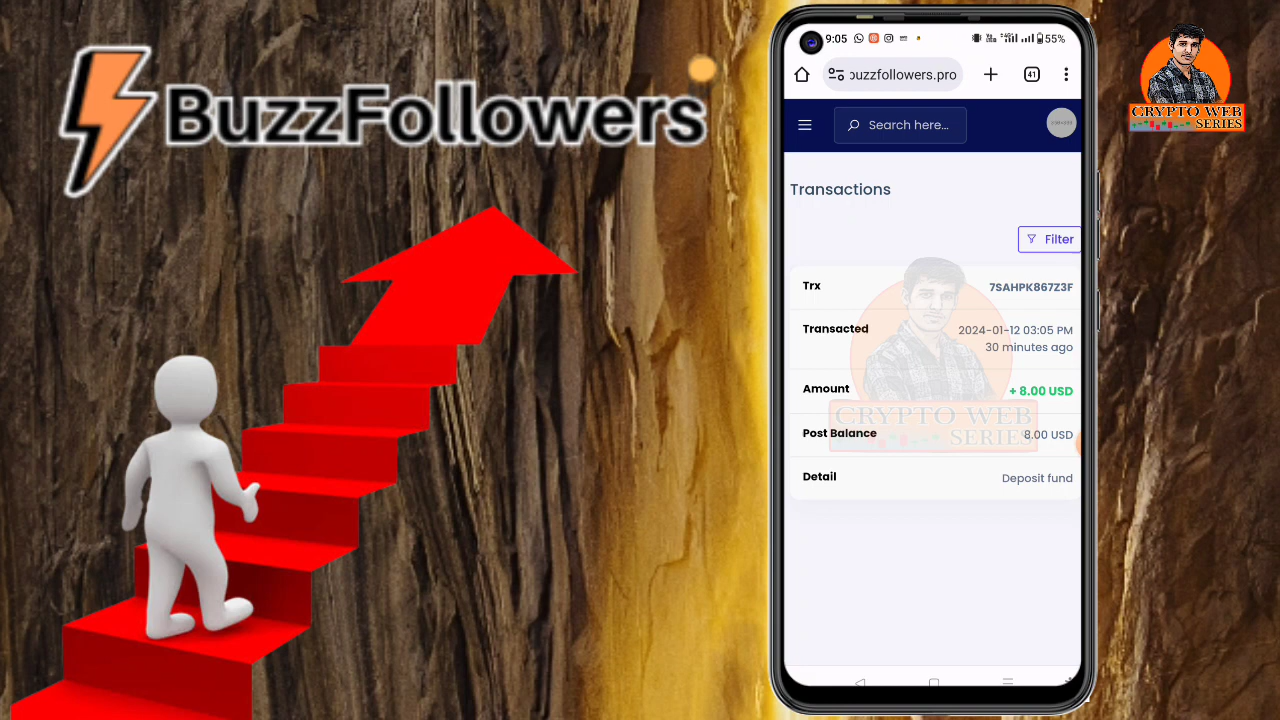 BuzzFollowers
9:05
55%
buzzfollowers.pro
41
Search here...
CRYPTO WEB
SERIES
Transactions
Filter
Trx
7SAHPK867Z3F
Transacted
2024-01-12 03:05 PM
30 minutes ago
Amount
+ 8.00 USD
CRYPTO WEB
SERIES
Post Balance
8.00 USD
Detail
Deposit fund